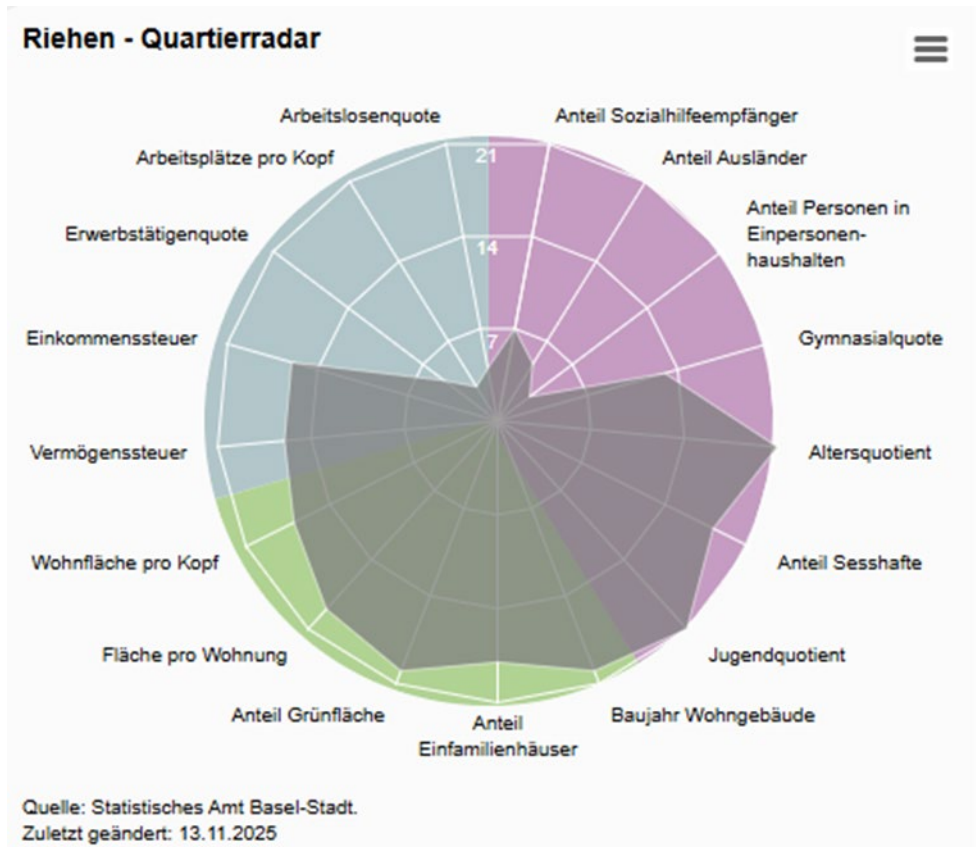 Riehen - Quartierradar
Arbeitslosenquote
Anteil Sozialhilfeempfänger
Arbeitsplätze pro Kopf
21
Anteil Ausländer
Erwerbstätigenquote
Anteil Personen in
Einpersonen-
haushalten
14
Einkommenssteuer
7
Gymnasialquote
Vermögenssteuer
Altersquotient
Wohnfläche pro Kopf
Anteil Sesshafte
Fläche pro Wohnung
Jugendquotient
Anteil Grünfläche
Anteil
Einfamilienhäuser
Baujahr Wohngebäude
Quelle: Statistisches Amt Basel-Stadt.
Zuletzt geändert: 13.11.2025